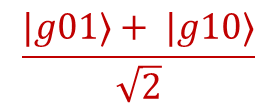 |g01⟩ + |g10⟩
√2